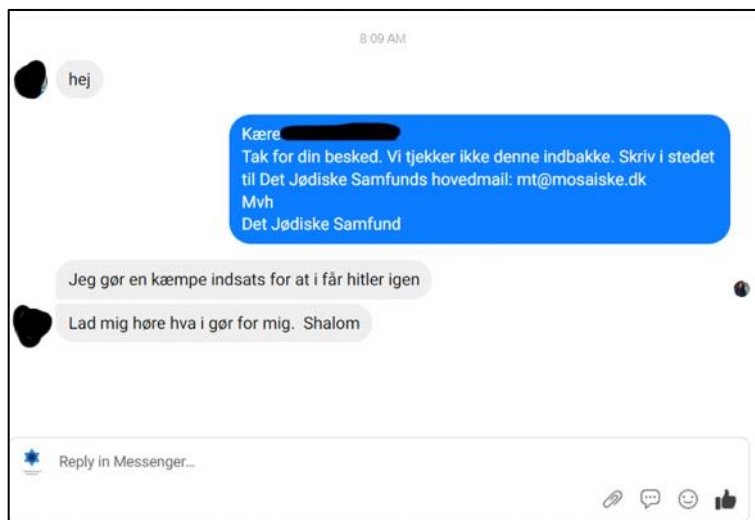 8:09 AM
hej
Kære
Tak for din besked. Vi tjekker ikke denne indbakke. Skriv i stedet
til Det Jødiske Samfunds hovedmail: mt@mosaiske.dk
Mvh
Det Jødiske Samfund
Jeg gør en kæmpe indsats for at i får hitler igen
Lad mig høre hva i gør for mig. Shalom
Reply in Messenger...